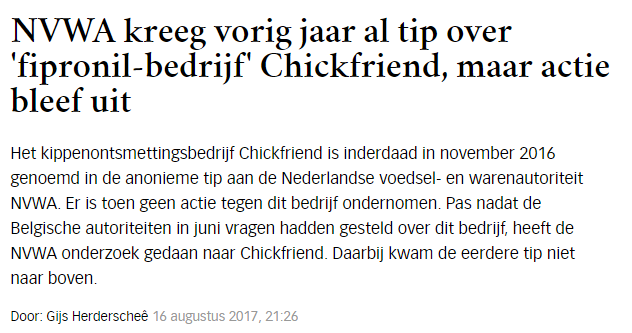 NVWA kreeg vorig jaar al tip over
'fipronil-bedrijf' Chickfriend, maar actie
bleef uit
Het kippenontsmettingsbedrijf Chickfriend is inderdaad in november 2016
genoemd in de anonieme tip aan de Nederlandse voedsel- en warenautoriteit
NVWA. Er is toen geen actie tegen dit bedrijf ondernomen. Pas nadat de
Belgische autoriteiten in juni vragen hadden gesteld over dit bedrijf, heeft de
NVWA onderzoek gedaan naar Chickfriend. Daarbij kwam de eerdere tip niet
naar boven.
Door: Gijs Herderscheê 16 augustus 2017, 21:26